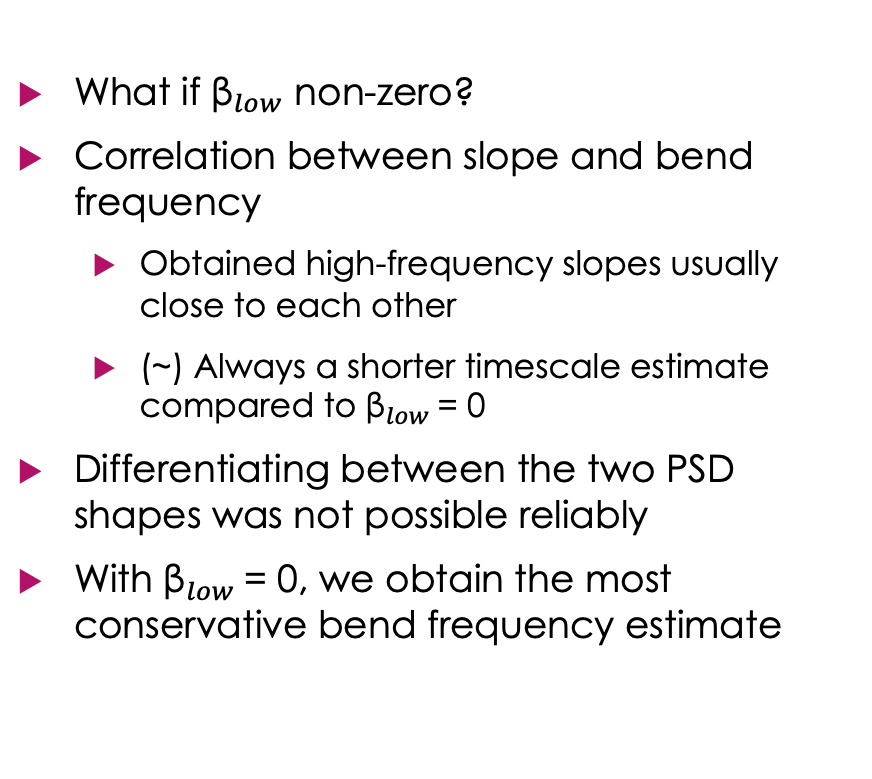 What if β_low non-zero?
Correlation between slope and bend
frequency
Obtained high-frequency slopes usually
close to each other
(~) Always a shorter timescale estimate
compared to β_low = 0
Differentiating between the two PSD
shapes was not possible reliably
With β_low = 0, we obtain the most
conservative bend frequency estimate